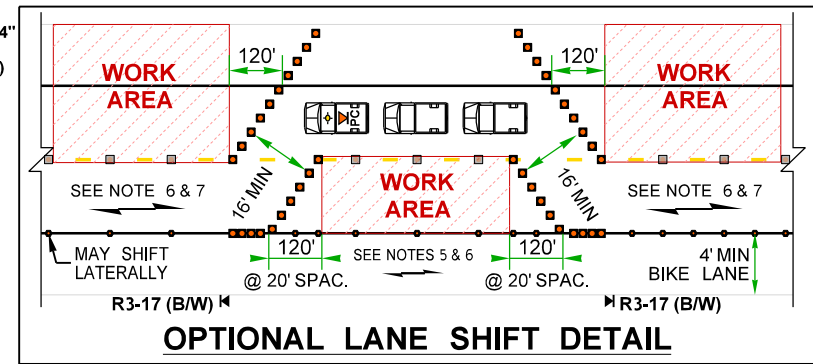 4"
)
120'
120'
WORK
AREA
WORK
AREA
PC
16' MIN
16' MIN
WORK
AREA
SEE NOTE 6 & 7
SEE NOTE 6 & 7
MAY SHIFT
LATERALLY
120'
SEE NOTES 5 & 6
120'
4' MIN
BIKE LANE
@ 20' SPAC.
@ 20' SPAC.
R3-17 (B/W)
R3-17 (B/W)
OPTIONAL LANE SHIFT DETAIL